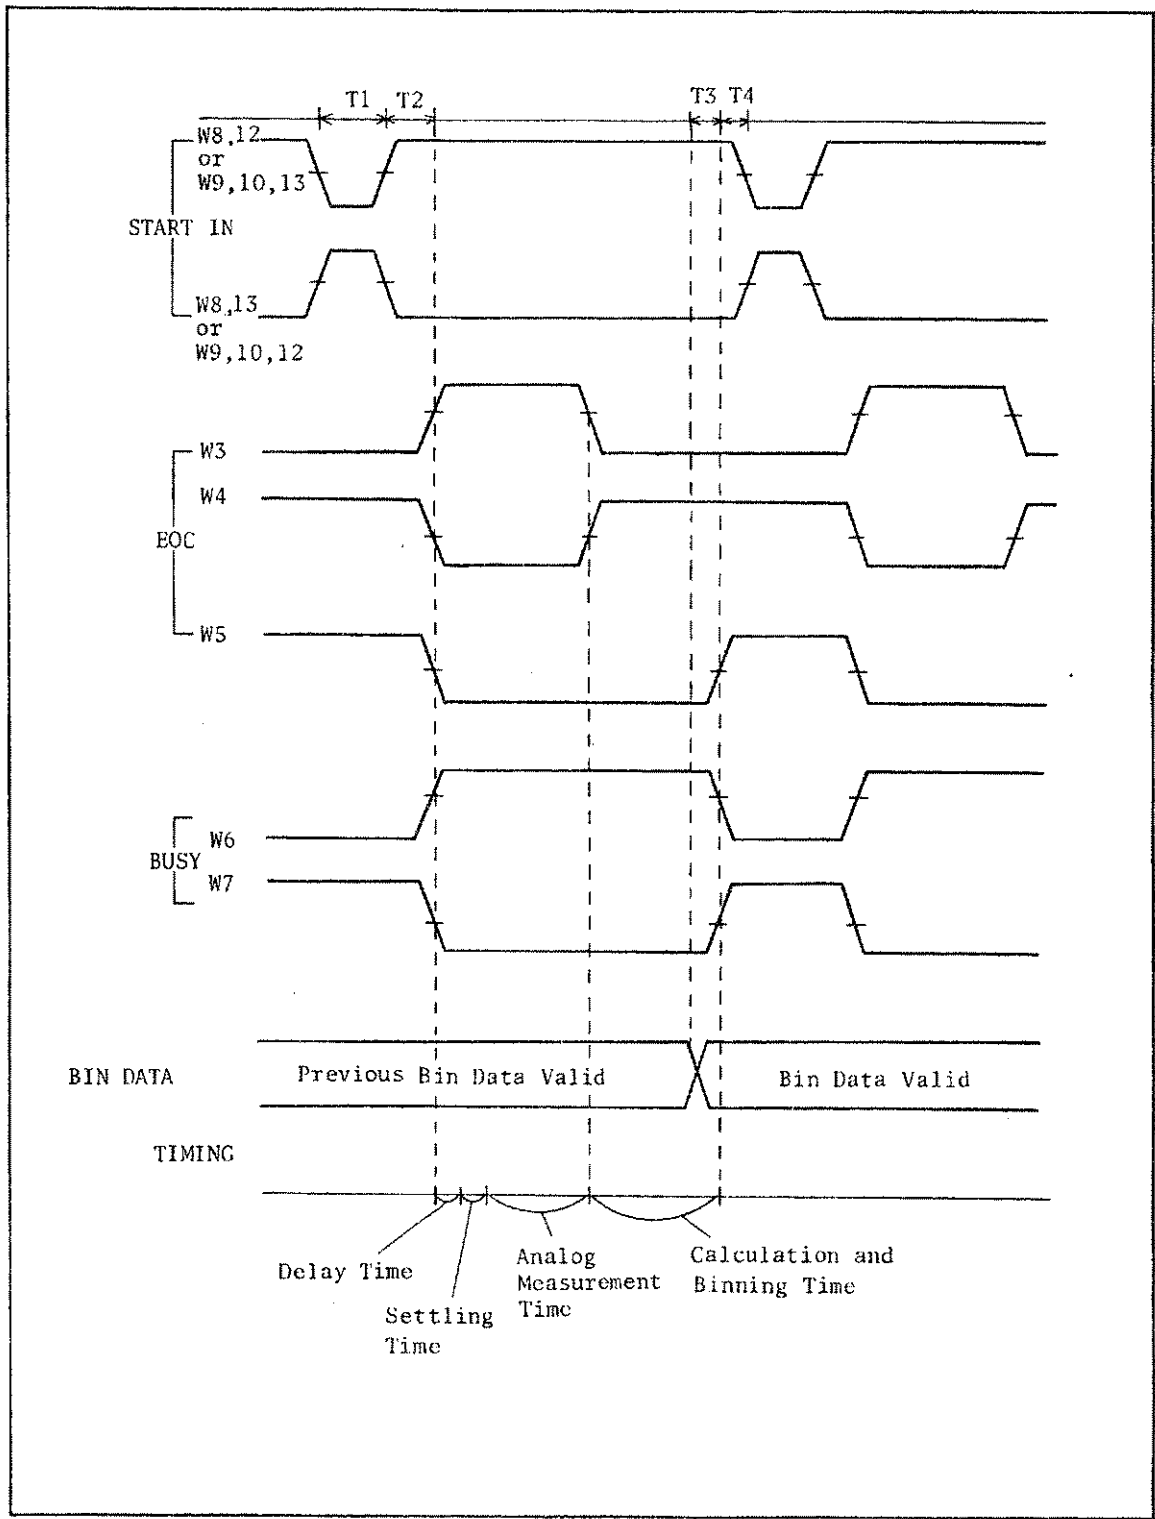 T1 T2 T3 T4
W8,12
or
W9,10,13
START IN
W8,13
or
W9,10,12
W3
W4
EOC
W5
W6
BUSY
W7
BIN DATA Previous Bin Data Valid Bin Data Valid
TIMING
Delay Time
Settling
Time
Analog
Measurement
Time
Calculation and
Binning Time